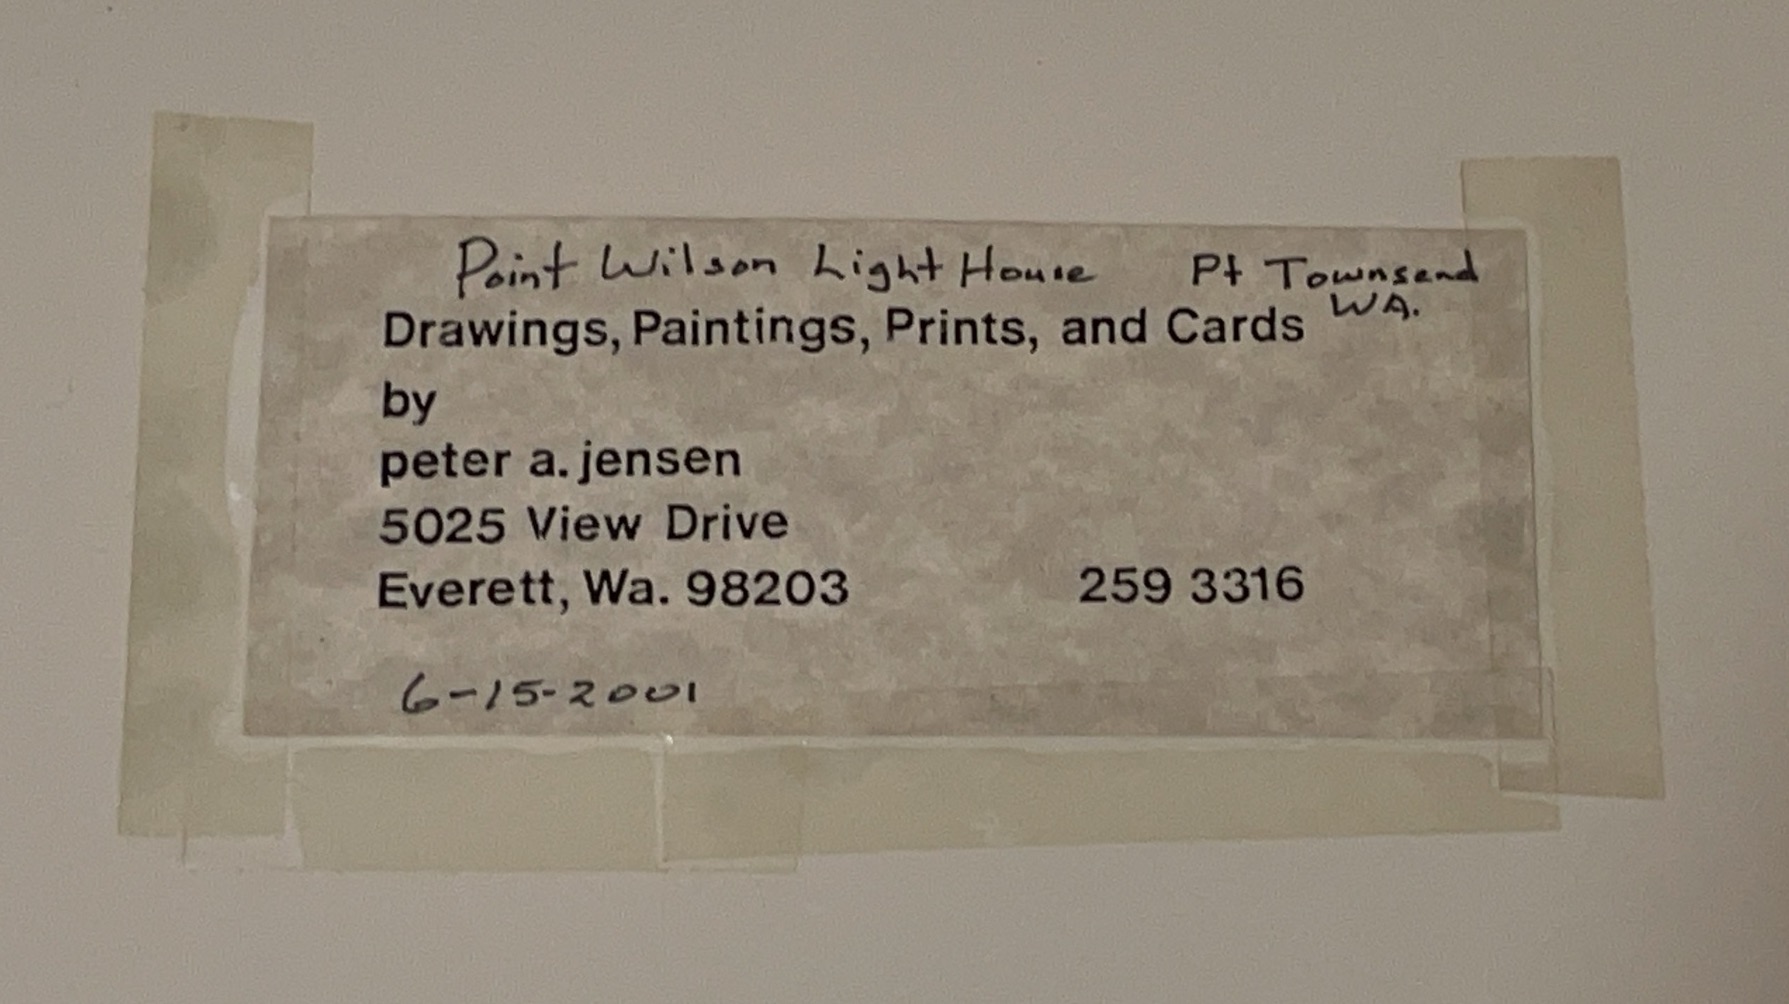 Point Wilson Light House Pt Townsend
WA.
Drawings, Paintings, Prints, and Cards
by
peter a. jensen
5025 View Drive
Everett, Wa. 98203 259 3316
6-15-2001